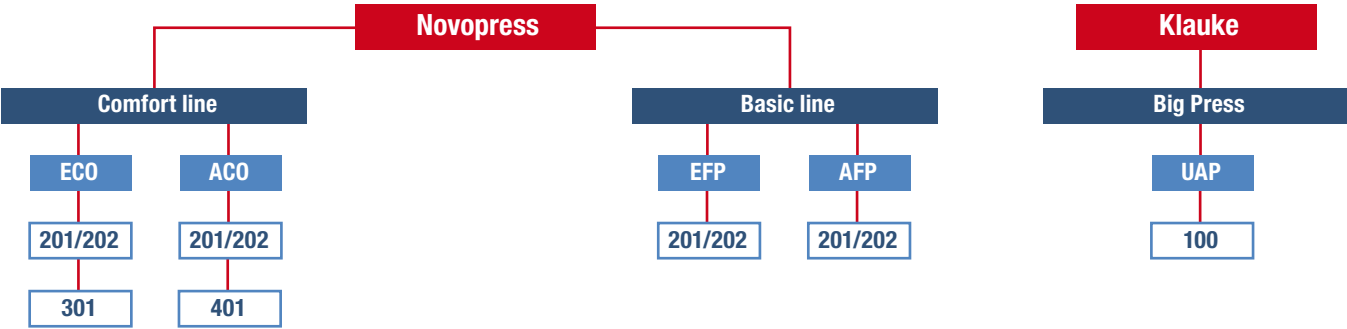 Novopress
Klauke
Comfort line
Basic line
Big Press
ECO
ACO
EFP
AFP
UAP
201/202
201/202
201/202
201/202
100
301
401